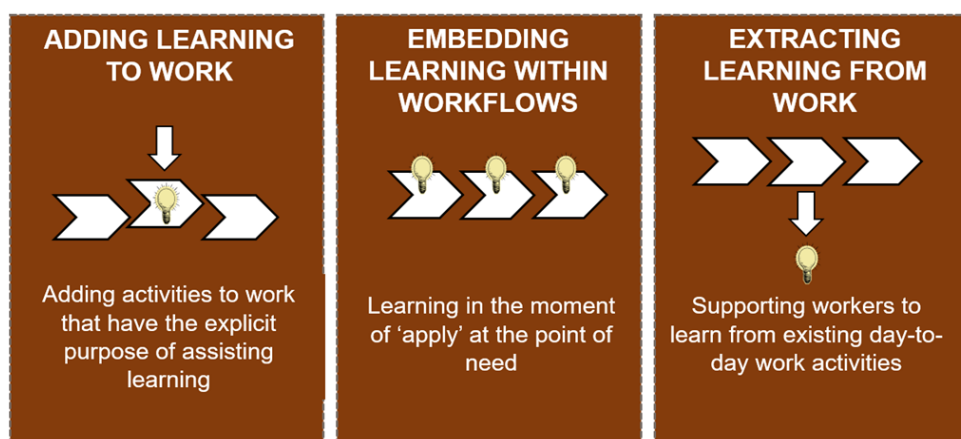 ADDING LEARNING
TO WORK
Adding activities to work
that have the explicit
purpose of assisting
learning
EMBEDDING
LEARNING WITHIN
WORKFLOWS
Learning in the moment
of ‘apply’ at the point of
need
EXTRACTING
LEARNING FROM
WORK
Supporting workers to
learn from existing day-to-
day work activities